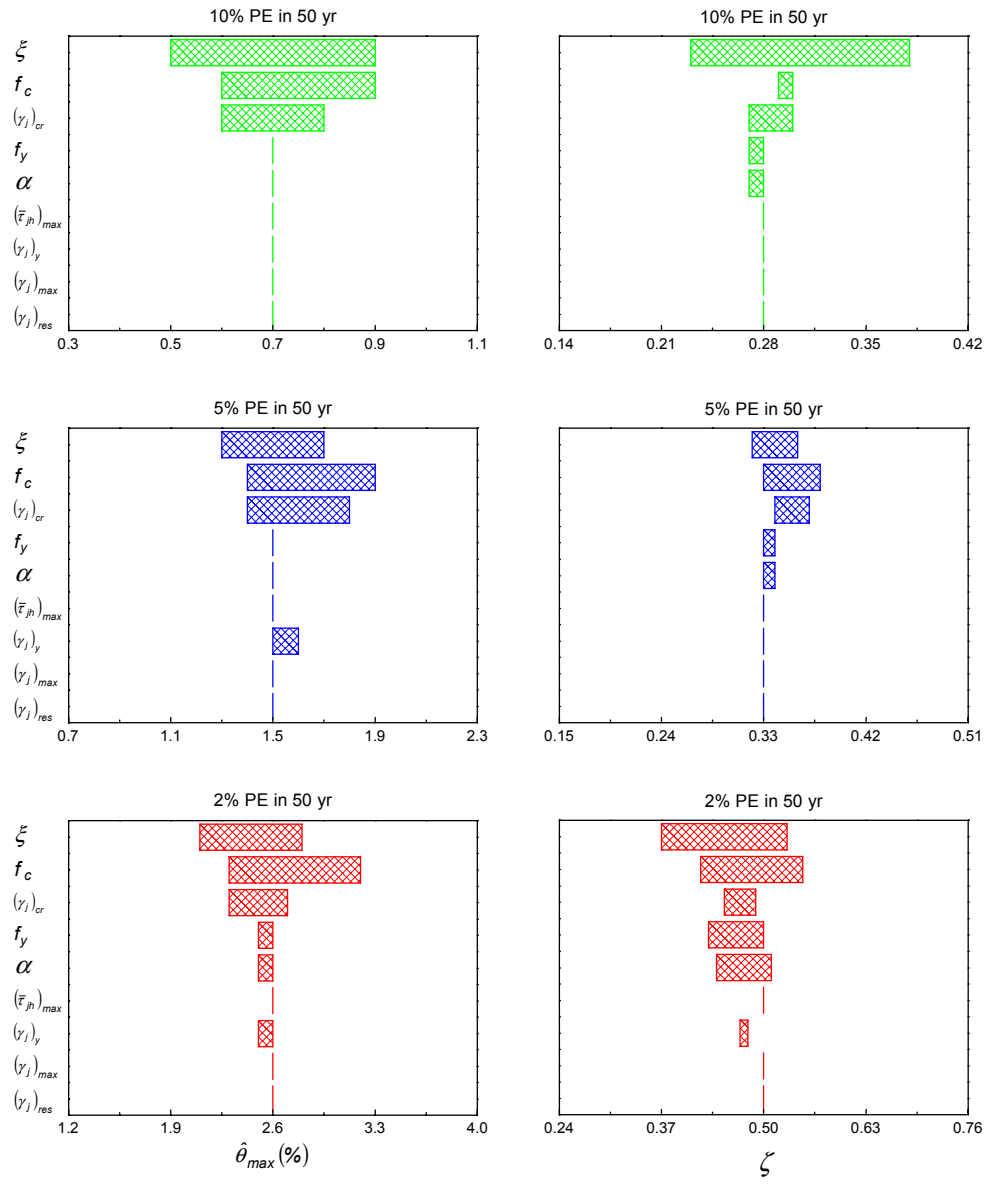 10% PE in 50 yr
10% PE in 50 yr
ξ
f_c
(γ_j)_cr
f_y
α
(τ̅_jh)_max
(γ_j)_y
(γ_j)_max
(γ_j)_res
0.3 0.5 0.7 0.9 1.1
0.14 0.21 0.28 0.35 0.42
5% PE in 50 yr
5% PE in 50 yr
ξ
f_c
(γ_j)_cr
f_y
α
(τ̅_jh)_max
(γ_j)_y
(γ_j)_max
(γ_j)_res
0.7 1.1 1.5 1.9 2.3
0.15 0.24 0.33 0.42 0.51
2% PE in 50 yr
2% PE in 50 yr
ξ
f_c
(γ_j)_cr
f_y
α
(τ̅_jh)_max
(γ_j)_y
(γ_j)_max
(γ_j)_res
1.2 1.9 2.6 3.3 4.0
0.24 0.37 0.50 0.63 0.76
θ̂_max (%)
ζ